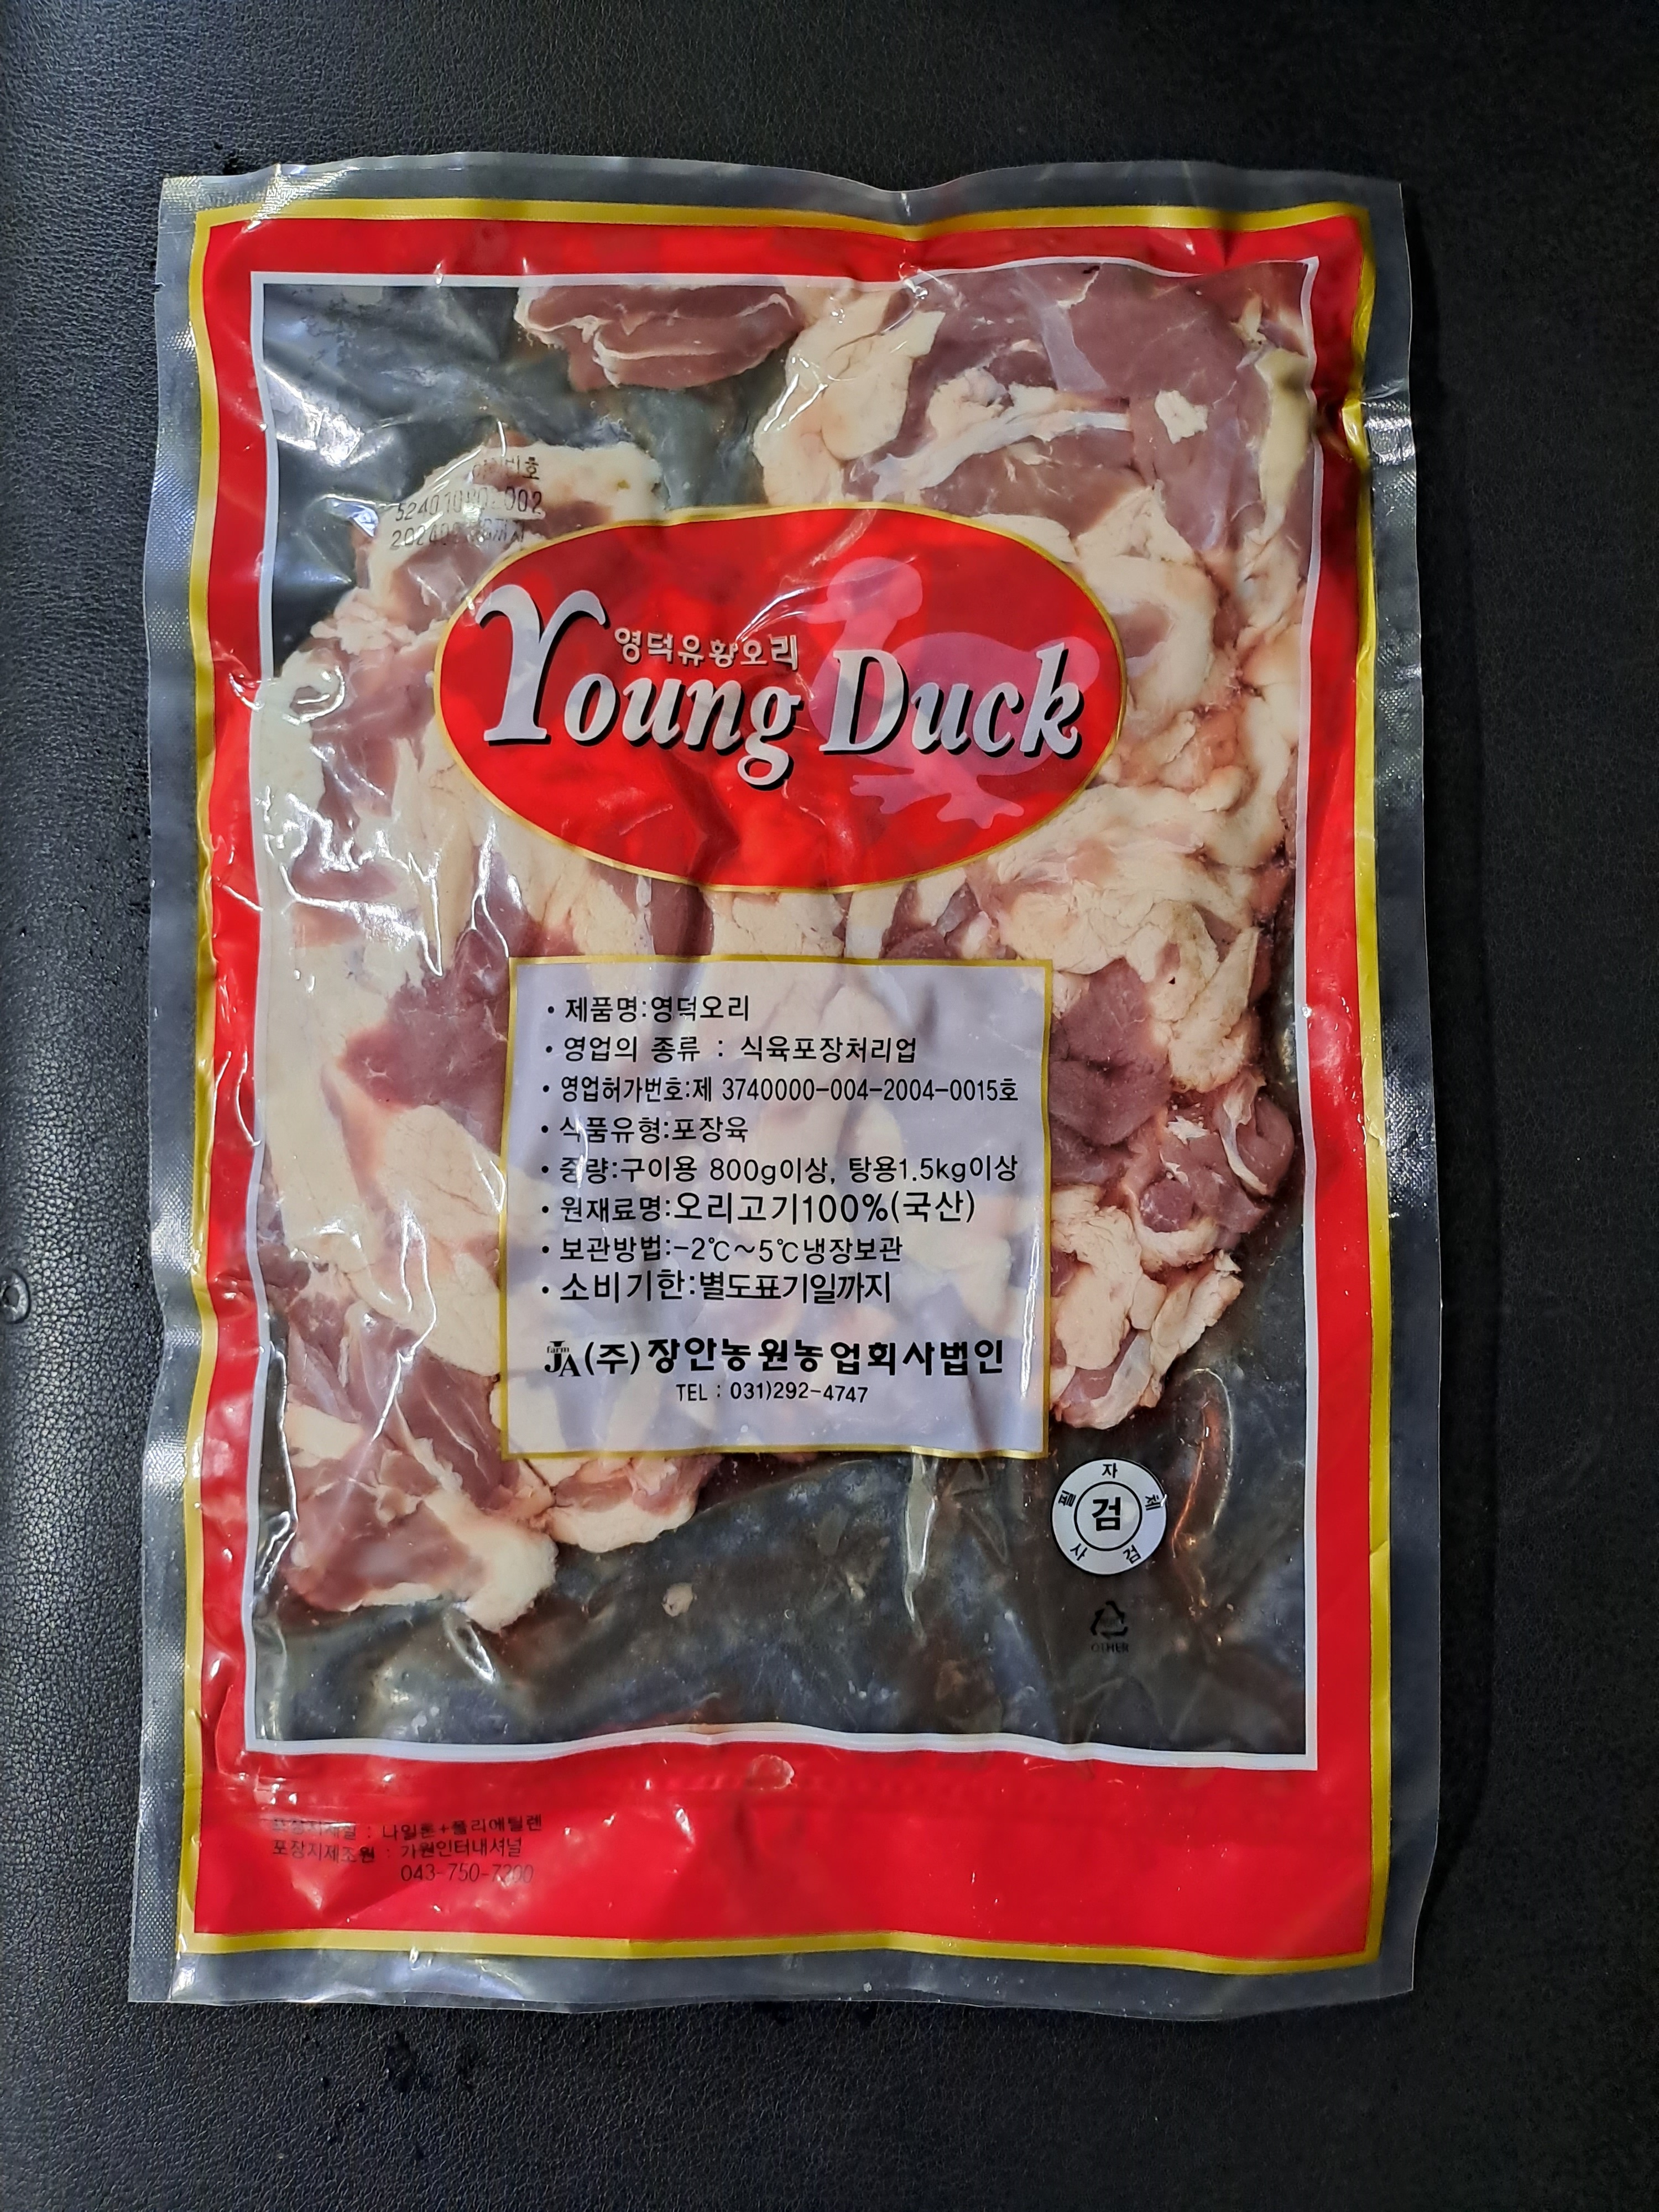 영덕유황오리
Young Duck
• 제품명:영덕오리
• 영업의 종류 : 식육포장처리업
• 영업허가번호:제 3740000-004-2004-0015호
• 식품유형:포장육
• 중량:구이용 800g이상, 탕용1.5kg이상
• 원재료명:오리고기100%(국산)
• 보관방법:-2℃~5℃냉장보관
• 소비기한:별도표기일까지
farm JA (주)장안농원농업회사법인
TEL : 031)292-4747
자체검사필
검
OTHER
: 나일론+폴리에틸렌
포장지제조원 : 가원인터내셔널
043-750-7200